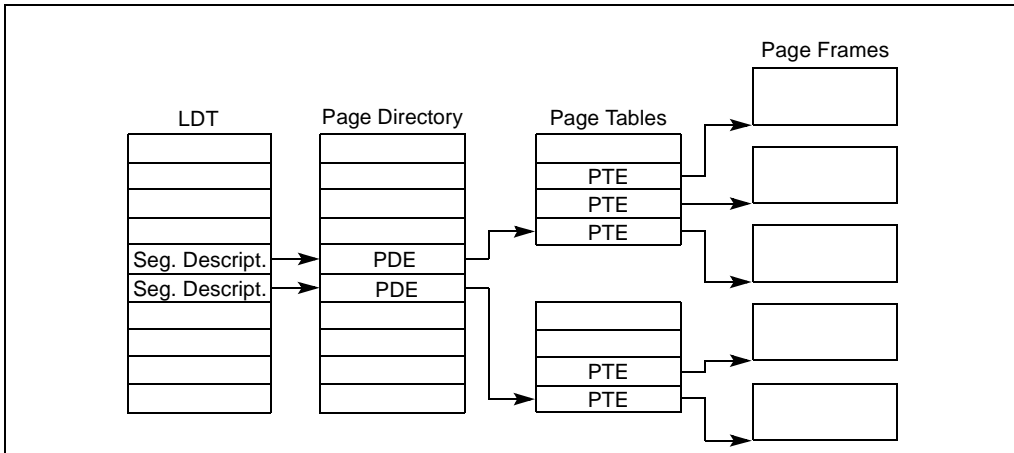 Page Frames
LDT
Page Directory
Page Tables
PTE
PTE
PTE
Seg. Descript.
PDE
Seg. Descript.
PDE
PTE
PTE